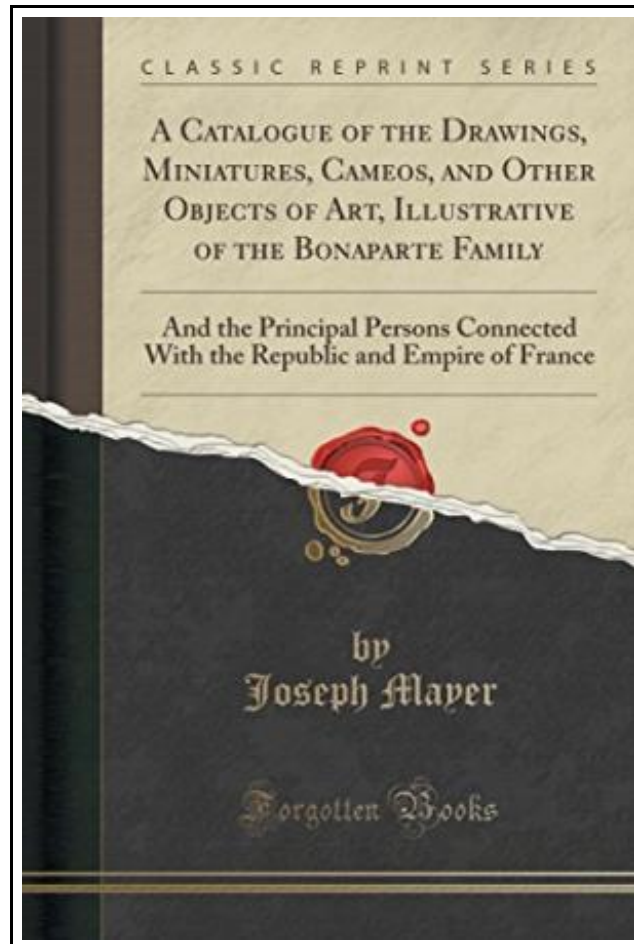 CLASSIC REPRINT SERIES
A CATALOGUE OF THE DRAWINGS,
MINIATURES, CAMEOS, AND OTHER
OBJECTS OF ART, ILLUSTRATIVE
OF THE BONAPARTE FAMILY
And the Principal Persons Connected
With the Republic and Empire of France
by
Joseph Mayer
Forgotten Books